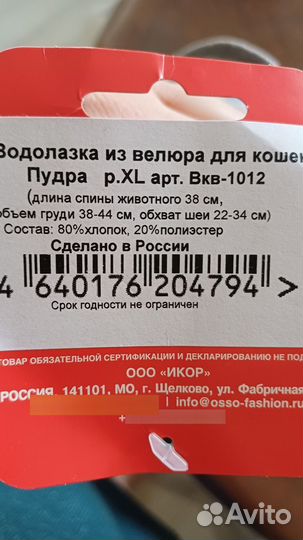 Водолазка из велюра для кошек
Пудра р.XL арт. Вкв-1012
(длина спины животного 38 см,
объем груди 38-44 см, обхват шеи 22-34 см)
Состав: 80%хлопок, 20%полиэстер
Сделано в России
4 640176 204794 >
Срок годности не ограничен
ТОВАР ОБЯЗАТЕЛЬНОЙ СЕРТИФИКАЦИИ И ДЕКЛАРИРОВАНИЮ НЕ ПОД
ООО «ИКОР»
РОССИЯ, 141101, МО, г. Щелково, ул. Фабричная
| info@osso-fashion.ru
+
Avito